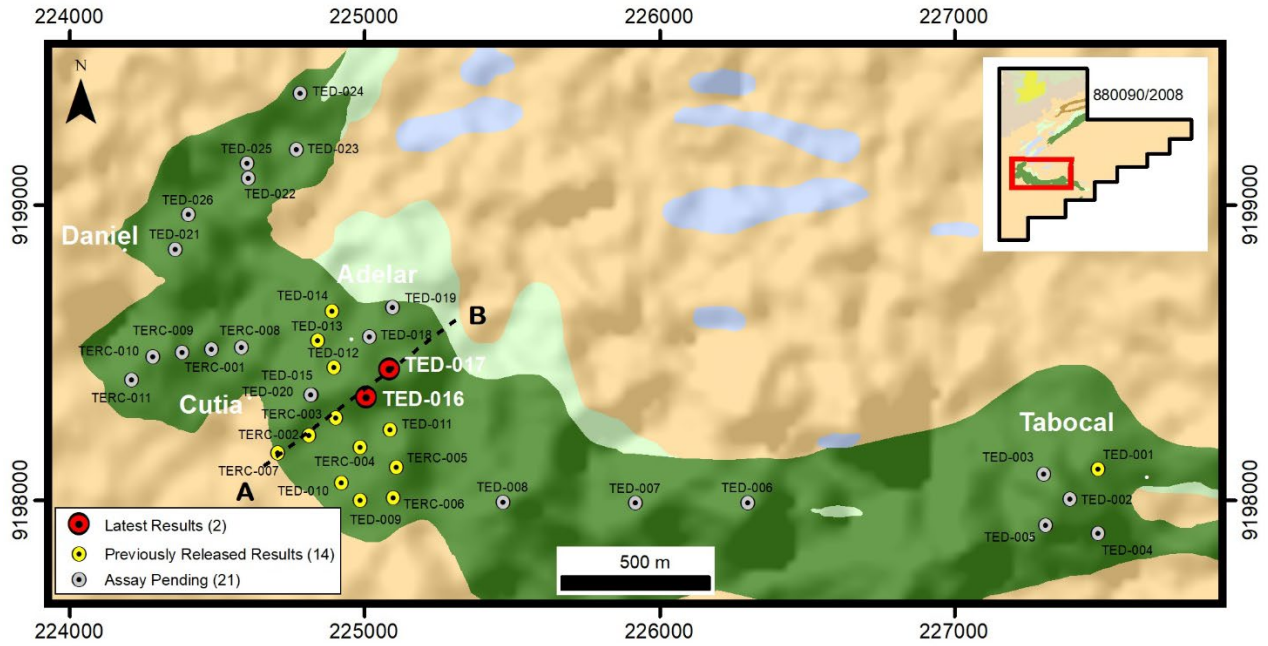 224000
225000
226000
227000
N
880090/2008
TED-024
TED-025
TED-023
TED-022
9199000
9199000
TED-026
Daniel
TED-021
Adelar
TED-014
TED-019
B
TERC-009
TERC-008
TED-013
TED-018
TERC-010
TERC-001
TED-012
TED-017
TERC-011
TED-015
TED-020
TED-016
Cutia
TERC-003
Tabocal
TERC-002
TED-011
TERC-007
TERC-004
TERC-005
TED-003
TED-001
A
TED-010
TERC-006
TED-008
TED-007
TED-006
TED-002
9198000
9198000
TED-009
TED-005
TED-004
Latest Results (2)
Previously Released Results (14)
Assay Pending (21)
500 m
224000
225000
226000
227000